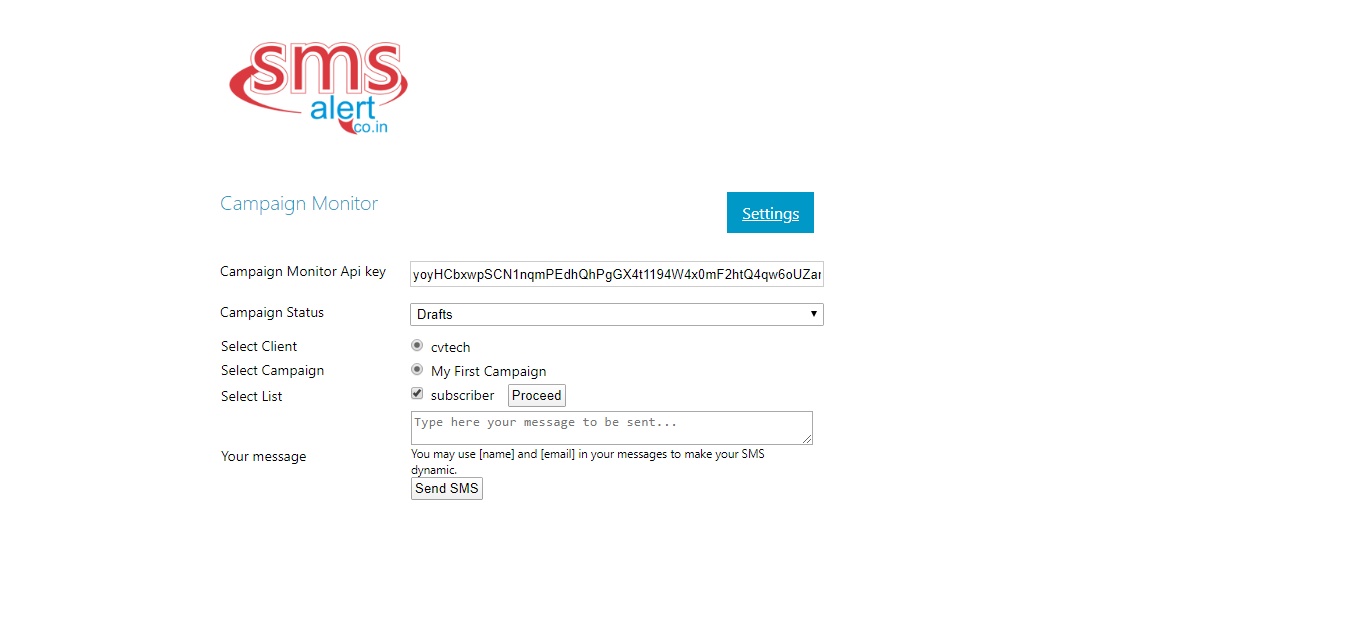 sms
alert
co.in
Campaign Monitor
Settings
Campaign Monitor Api key
yoyHCbxwpSCN1nqmPEdhQhPgGX4t1194W4x0mF2htQ4qw6oUZar
Campaign Status
Drafts
Select Client
cvtech
Select Campaign
My First Campaign
Select List
subscriber Proceed
Type here your message to be sent...
Your message
You may use [name] and [email] in your messages to make your SMS
dynamic.
Send SMS